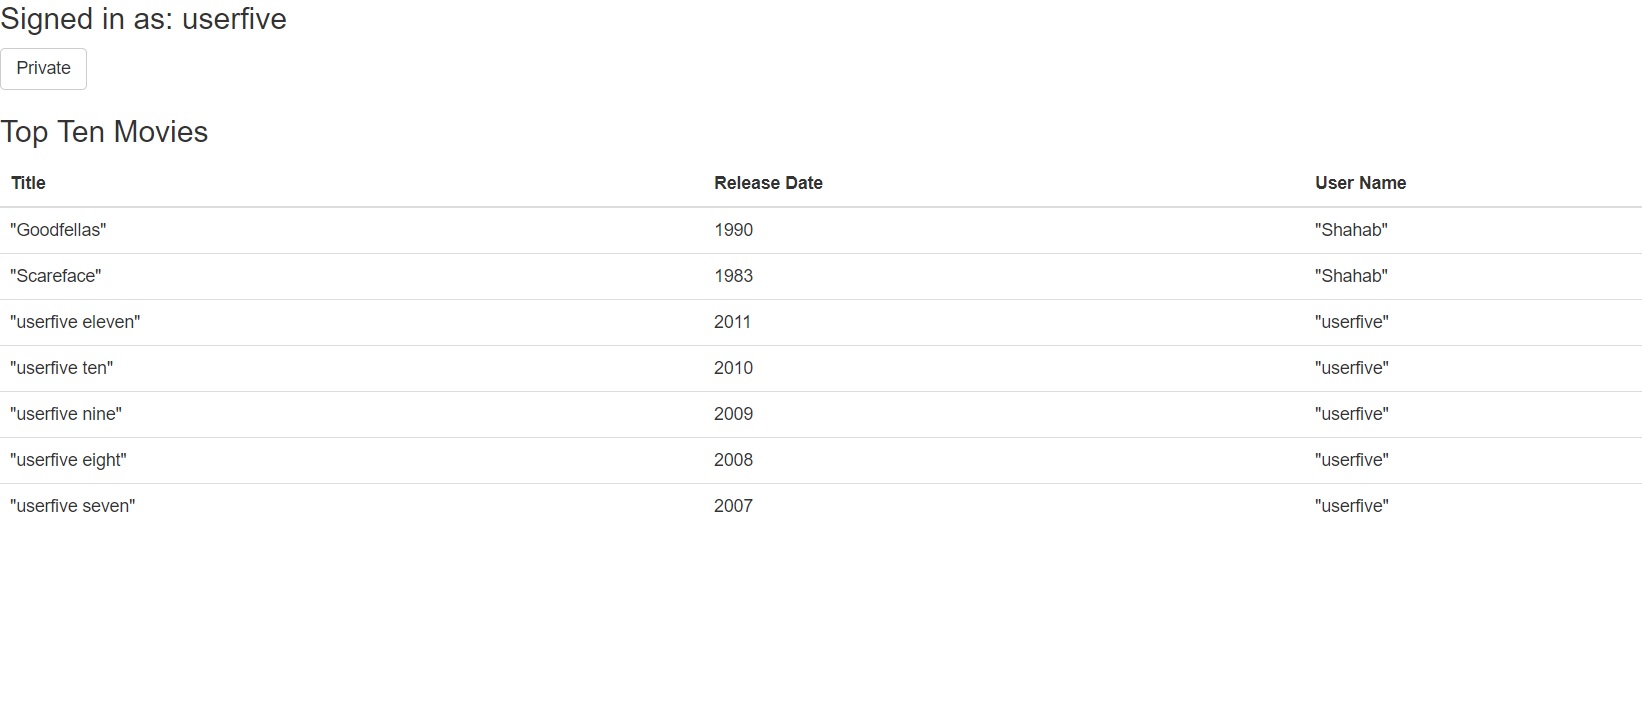 Signed in as: userfive
Private
Top Ten Movies
Title Release Date User Name
"Goodfellas" 1990 "Shahab"
"Scareface" 1983 "Shahab"
"userfive eleven" 2011 "userfive"
"userfive ten" 2010 "userfive"
"userfive nine" 2009 "userfive"
"userfive eight" 2008 "userfive"
"userfive seven" 2007 "userfive"